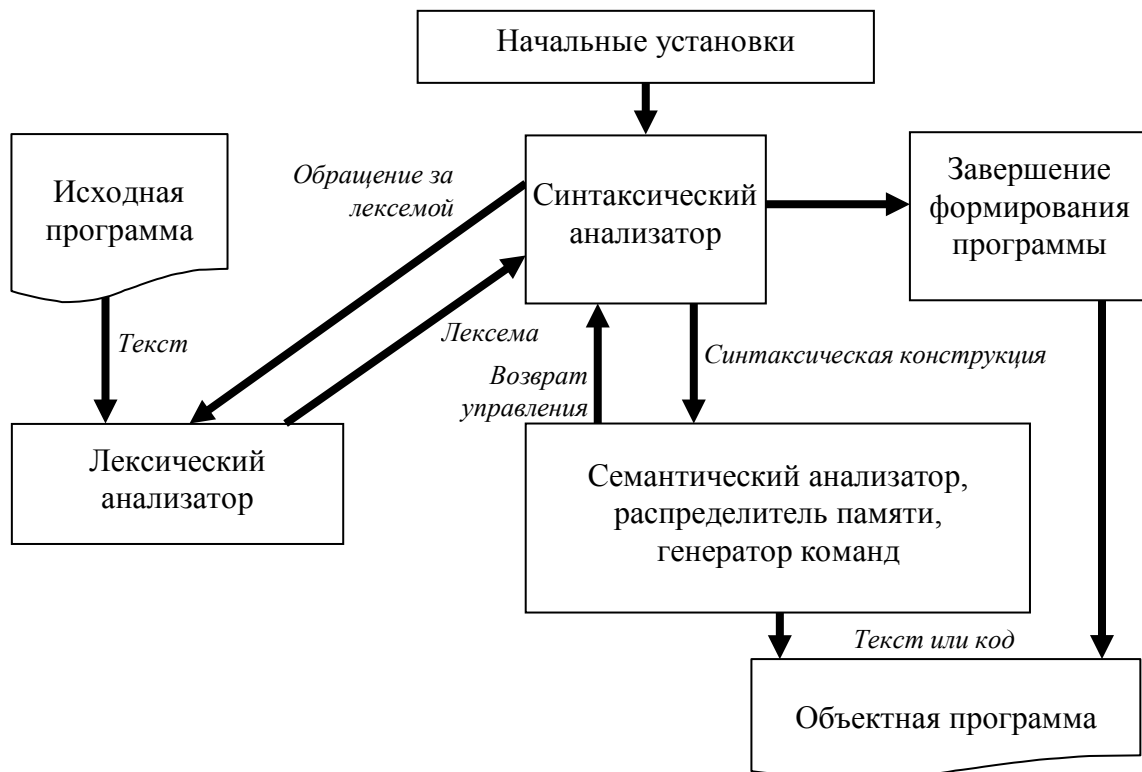 Начальные установки
Исходная
программа
Обращение за
лексемой
Синтаксический
анализатор
Завершение
формирования
программы
Текст
Лексема
Возврат
управления
Синтаксическая конструкция
Лексический
анализатор
Семантический анализатор,
распределитель памяти,
генератор команд
Текст или код
Объектная программа